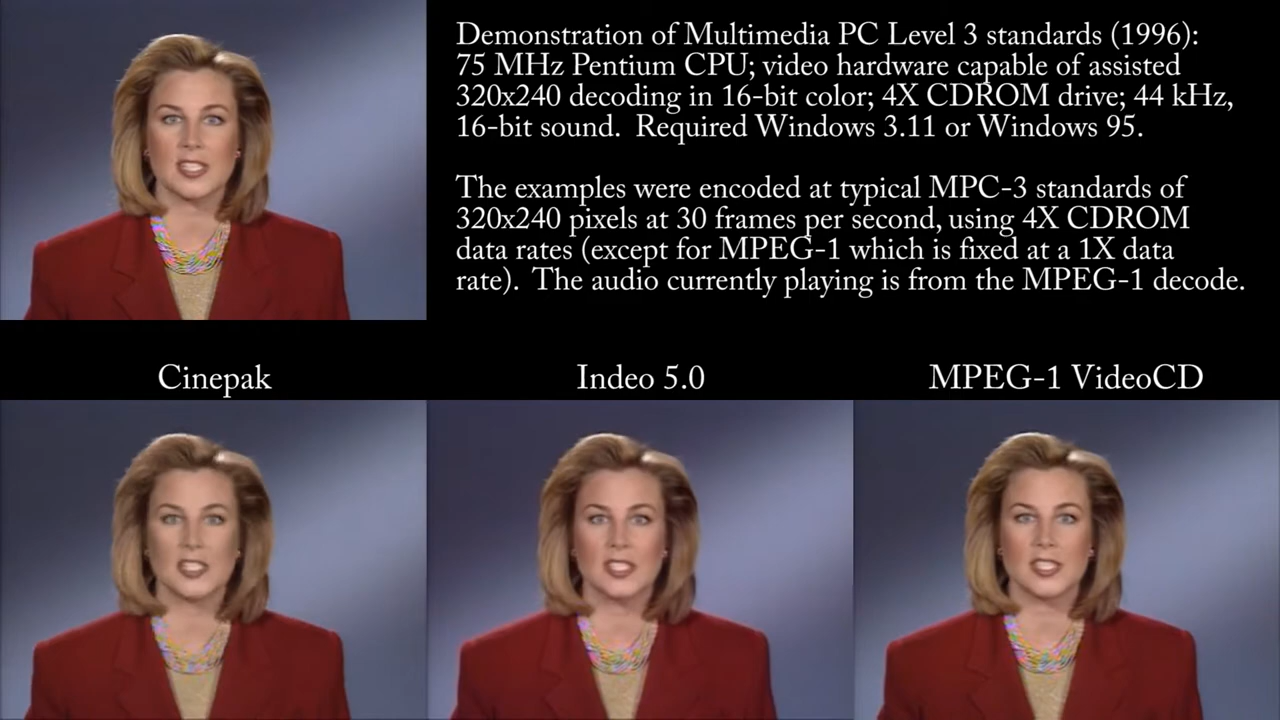 Demonstration of Multimedia PC Level 3 standards (1996):
75 MHz Pentium CPU; video hardware capable of assisted
320x240 decoding in 16-bit color; 4X CDROM drive; 44 kHz,
16-bit sound.  Required Windows 3.11 or Windows 95.
The examples were encoded at typical MPC-3 standards of
320x240 pixels at 30 frames per second, using 4X CDROM
data rates (except for MPEG-1 which is fixed at a 1X data
rate).  The audio currently playing is from the MPEG-1 decode.
Cinepak
Indeo 5.0
MPEG-1 VideoCD